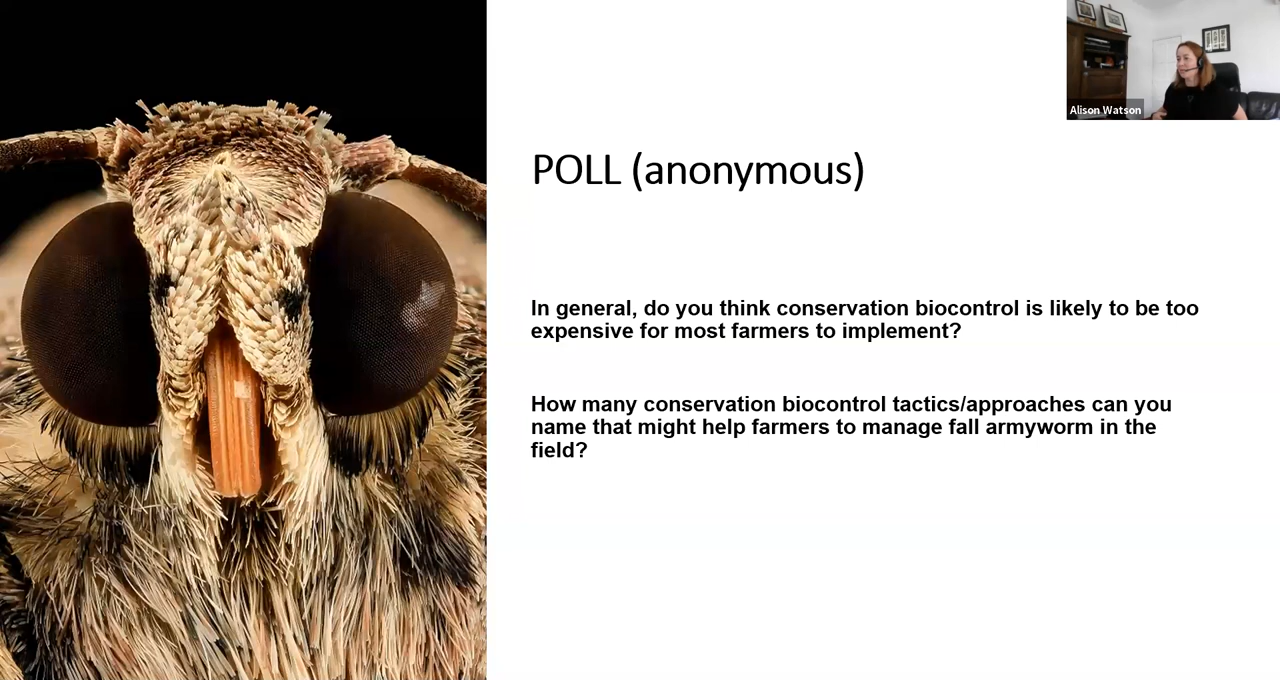 Alison Watson
POLL (anonymous)
In general, do you think conservation biocontrol is likely to be too
expensive for most farmers to implement?
How many conservation biocontrol tactics/approaches can you
name that might help farmers to manage fall armyworm in the
field?